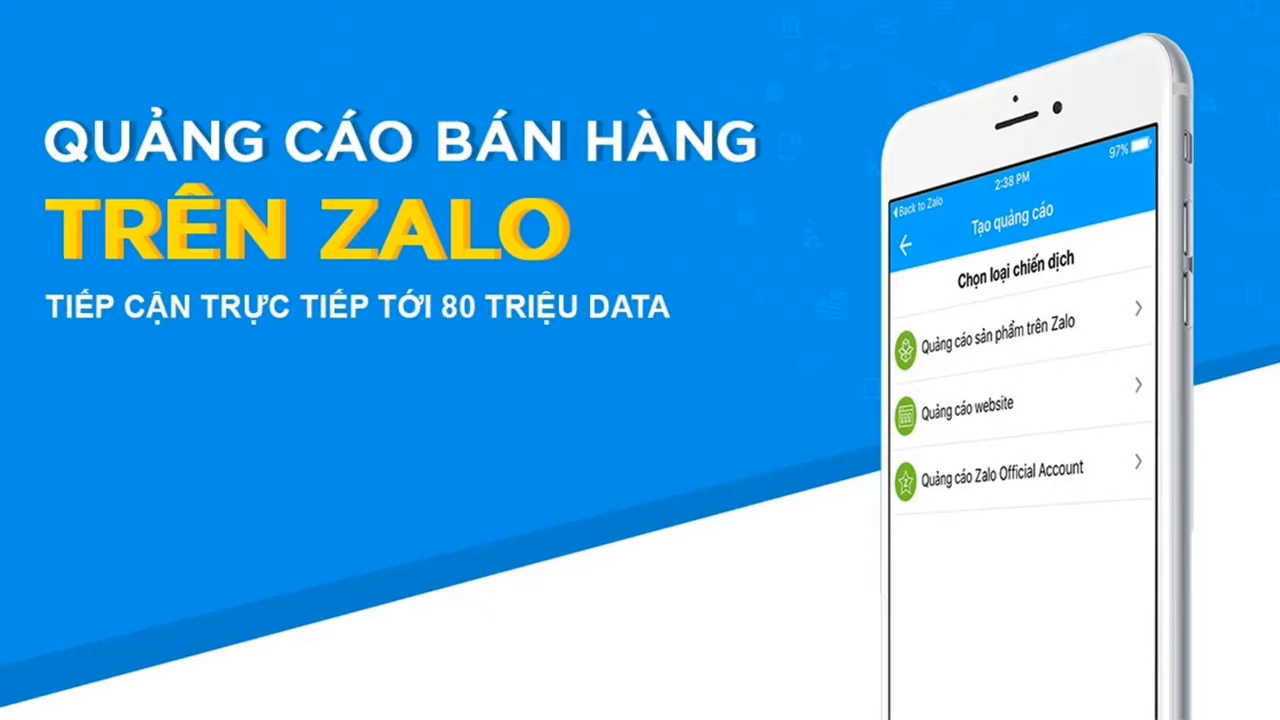 QUẢNG CÁO BÁN HÀNG
TRÊN ZALO
TIẾP CẬN TRỰC TIẾP TỚI 80 TRIỆU DATA
97%
2:38 PM
Back to Zalo
Tạo quảng cáo
Chọn loại chiến dịch
Quảng cáo sản phẩm trên Zalo
Quảng cáo website
Quảng cáo Zalo Official Account